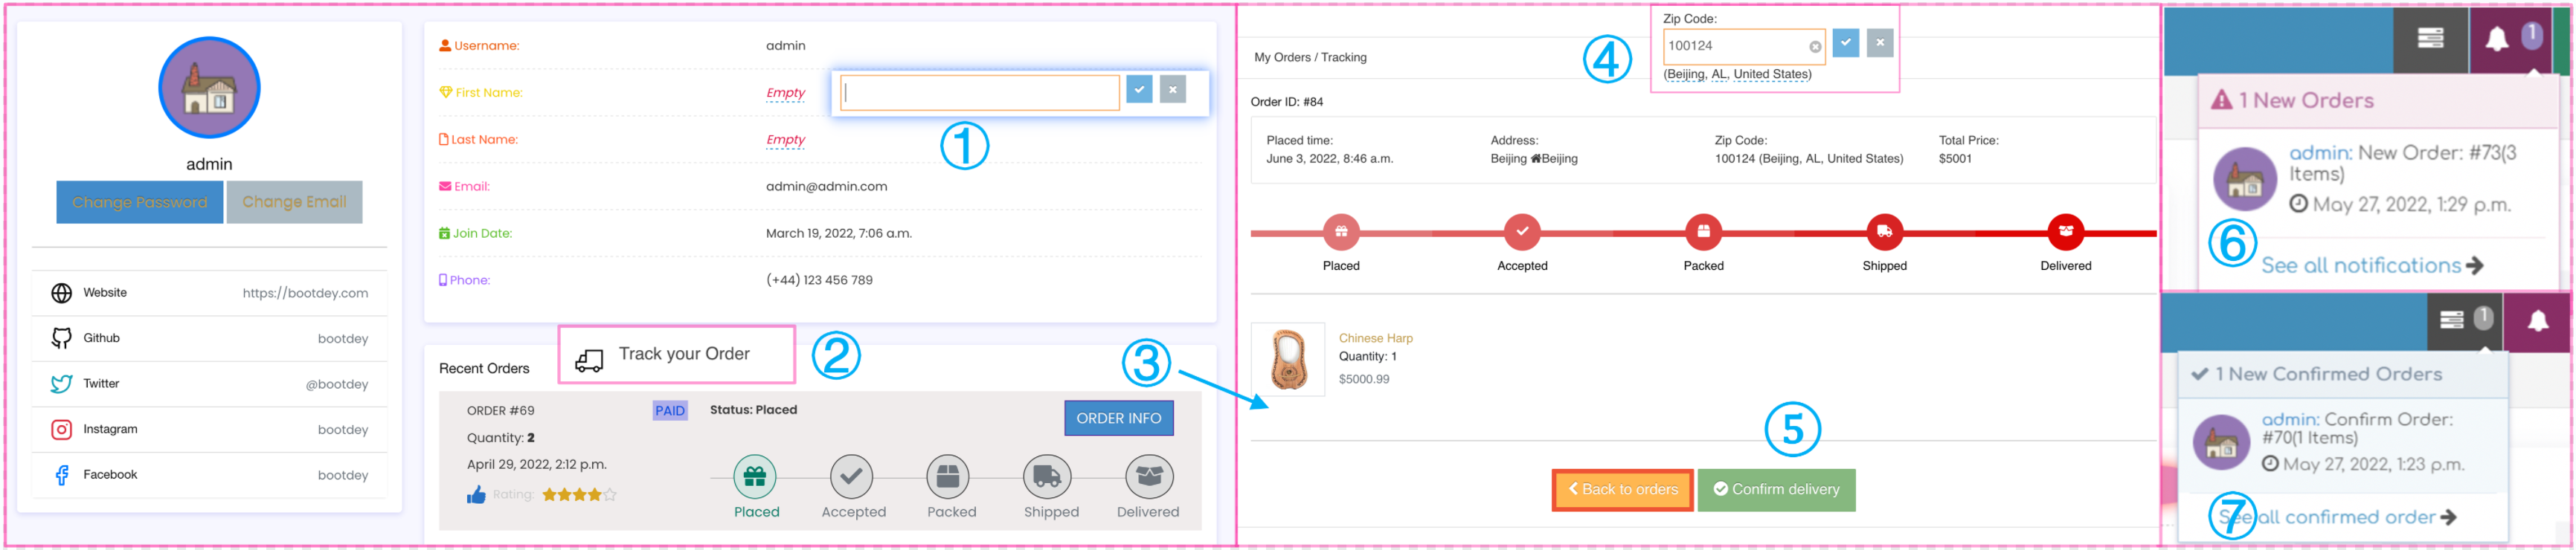 admin
Change Password
Change Email
Website
https://bootdey.com
Github
bootdey
Twitter
@bootdey
Instagram
bootdey
Facebook
bootdey
Username:
admin
First Name:
Empty
①
Last Name:
Empty
Email:
admin@admin.com
Join Date:
March 19, 2022, 7:06 a.m.
Phone:
(+44) 123 456 789
Recent Orders
Track your Order
②
③
ORDER #69
PAID
Status: Placed
ORDER INFO
Quantity: 2
April 29, 2022, 2:12 p.m.
Rating:
Placed
Accepted
Packed
Shipped
Delivered
My Orders / Tracking
④
Zip Code:
100124
(Beijing, AL, United States)
Order ID: #84
Placed time:
June 3, 2022, 8:46 a.m.
Address:
Beijing Beijing
Zip Code:
100124 (Beijing, AL, United States)
Total Price:
$5001
Placed
Accepted
Packed
Shipped
Delivered
Chinese Harp
Quantity: 1
$5000.99
⑤
Back to orders
Confirm delivery
1
1 New Orders
admin: New Order: #73(3
Items)
May 27, 2022, 1:29 p.m.
⑥
See all notifications
1
1 New Confirmed Orders
admin: Confirm Order:
#70(1 Items)
May 27, 2022, 1:23 p.m.
⑦
See all confirmed order